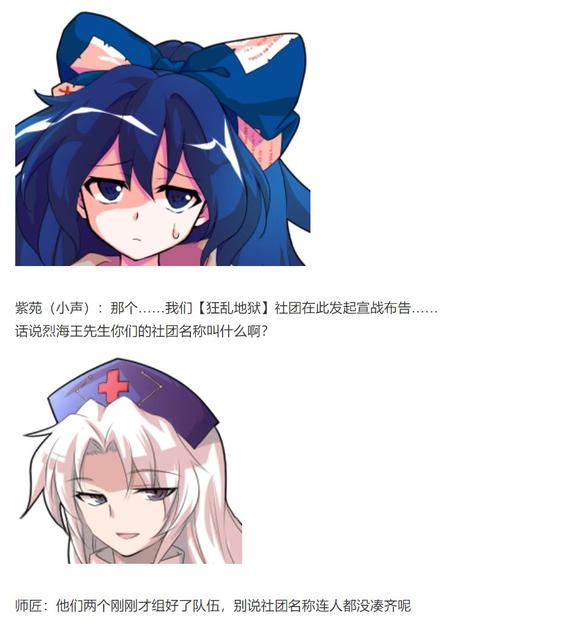 紫苑（小声）：那个……我们【狂乱地狱】社团在此发起宣战布告……
话说烈海王先生你们的社团名称叫什么啊?
师匠：他们两个刚刚才组好了队伍，别说社团名称连人都没凑齐呢